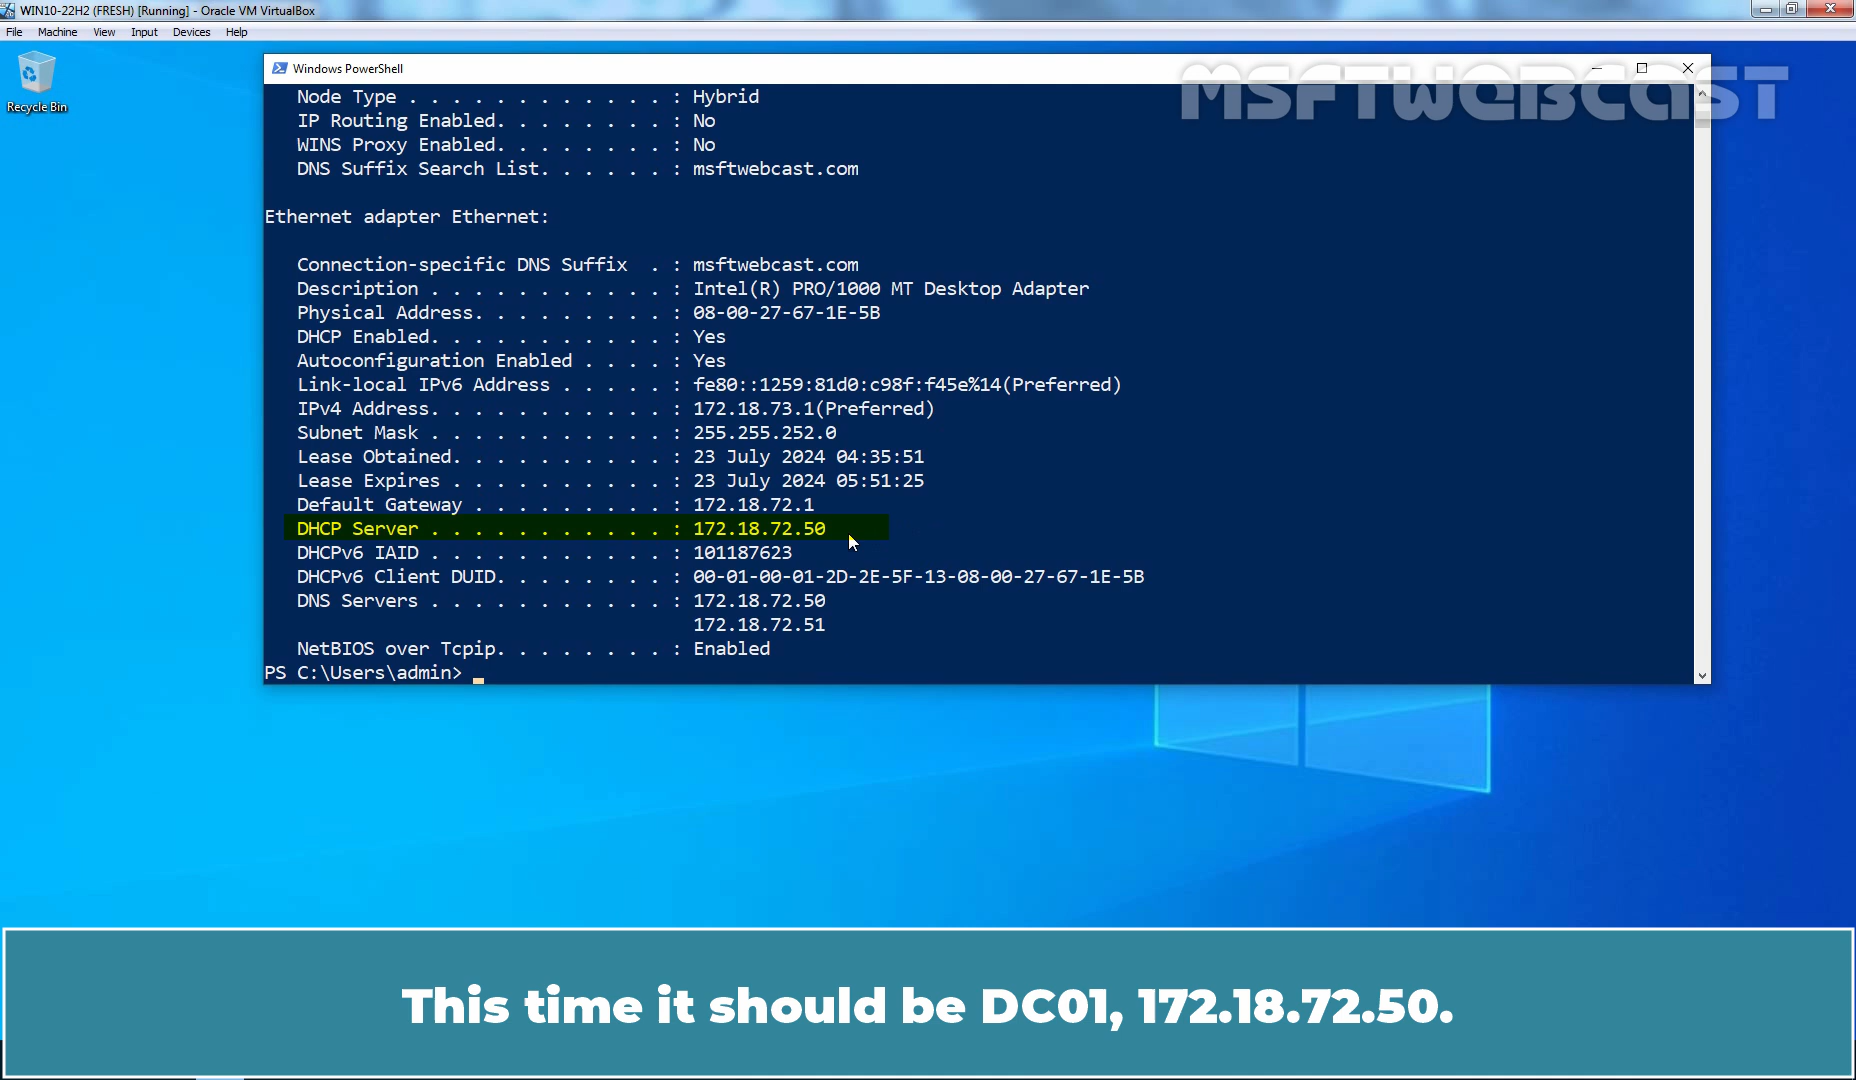 WIN10-22H2 (FRESH) [Running] - Oracle VM VirtualBox
File Machine View Input Devices Help
Recycle Bin
Windows PowerShell
MSFTWEBCAST
Node Type . . . . . . . . . . . . : Hybrid
IP Routing Enabled. . . . . . . . : No
WINS Proxy Enabled. . . . . . . . : No
DNS Suffix Search List. . . . . . : msftwebcast.com
Ethernet adapter Ethernet:
Connection-specific DNS Suffix  . : msftwebcast.com
Description . . . . . . . . . . . : Intel(R) PRO/1000 MT Desktop Adapter
Physical Address. . . . . . . . . : 08-00-27-67-1E-5B
DHCP Enabled. . . . . . . . . . . : Yes
Autoconfiguration Enabled . . . . : Yes
Link-local IPv6 Address . . . . . : fe80::1259:81d0:c98f:f45e%14(Preferred)
IPv4 Address. . . . . . . . . . . : 172.18.73.1(Preferred)
Subnet Mask . . . . . . . . . . . : 255.255.252.0
Lease Obtained. . . . . . . . . . : 23 July 2024 04:35:51
Lease Expires . . . . . . . . . . : 23 July 2024 05:51:25
Default Gateway . . . . . . . . . : 172.18.72.1
DHCP Server . . . . . . . . . . . : 172.18.72.50
DHCPv6 IAID . . . . . . . . . . . : 101187623
DHCPv6 Client DUID. . . . . . . . : 00-01-00-01-2D-2E-5F-13-08-00-27-67-1E-5B
DNS Servers . . . . . . . . . . . : 172.18.72.50
172.18.72.51
NetBIOS over Tcpip. . . . . . . . : Enabled
PS C:\Users\admin>
This time it should be DC01, 172.18.72.50.